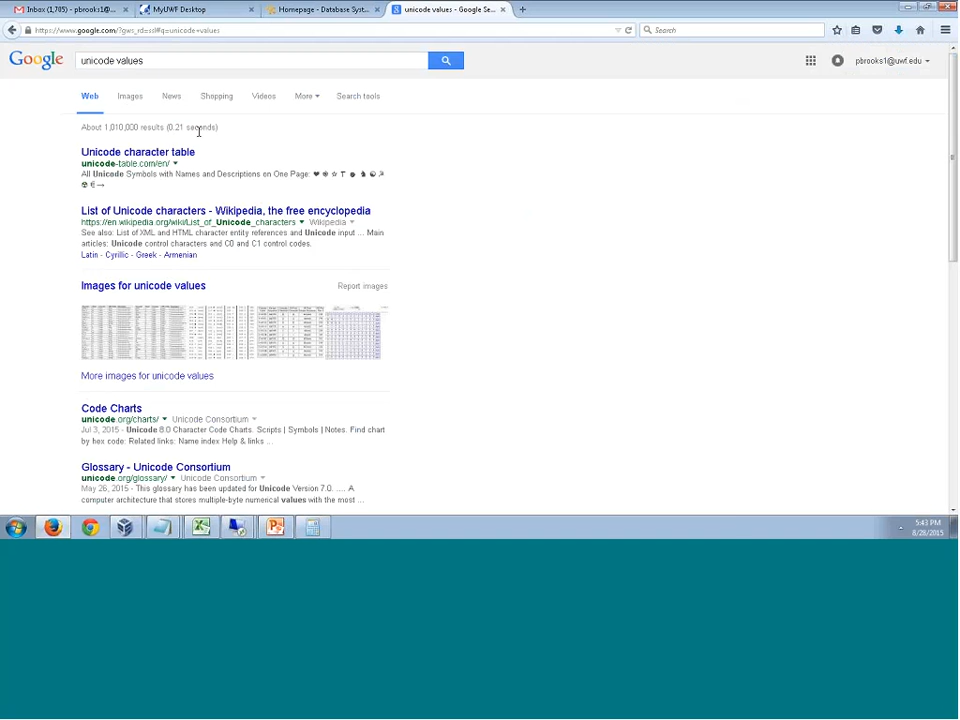 Inbox (1,785) - pbrooks1@...
MyUWF Desktop
Homepage - Database Syst...
unicode values - Google Se...
https://www.google.com/?gws_rd=ssl#q=unicode+values
Search
Google
unicode values
pbrooks1@uwf.edu
Web
Images
News
Shopping
Videos
More
Search tools
About 1,010,000 results (0.21 seconds)
Unicode character table
unicode-table.com/en/
All Unicode Symbols with Names and Descriptions on One Page:
List of Unicode characters - Wikipedia, the free encyclopedia
https://en.wikipedia.org/wiki/List_of_Unicode_characters Wikipedia
See also: List of XML and HTML character entity references and Unicode input ... Main
articles: Unicode control characters and C0 and C1 control codes.
Latin - Cyrillic - Greek - Armenian
Images for unicode values
Report images
More images for unicode values
Code Charts
unicode.org/charts/ Unicode Consortium
Jul 3, 2015 - Unicode 8.0 Character Code Charts. Scripts | Symbols | Notes. Find chart
by hex code: Related links: Name index Help & links ...
Glossary - Unicode Consortium
unicode.org/glossary/ Unicode Consortium
May 26, 2015 - This glossary has been updated for Unicode Version 7.0. .... A
computer architecture that stores multiple-byte numerical values with the most ...
5:43 PM
8/28/2015